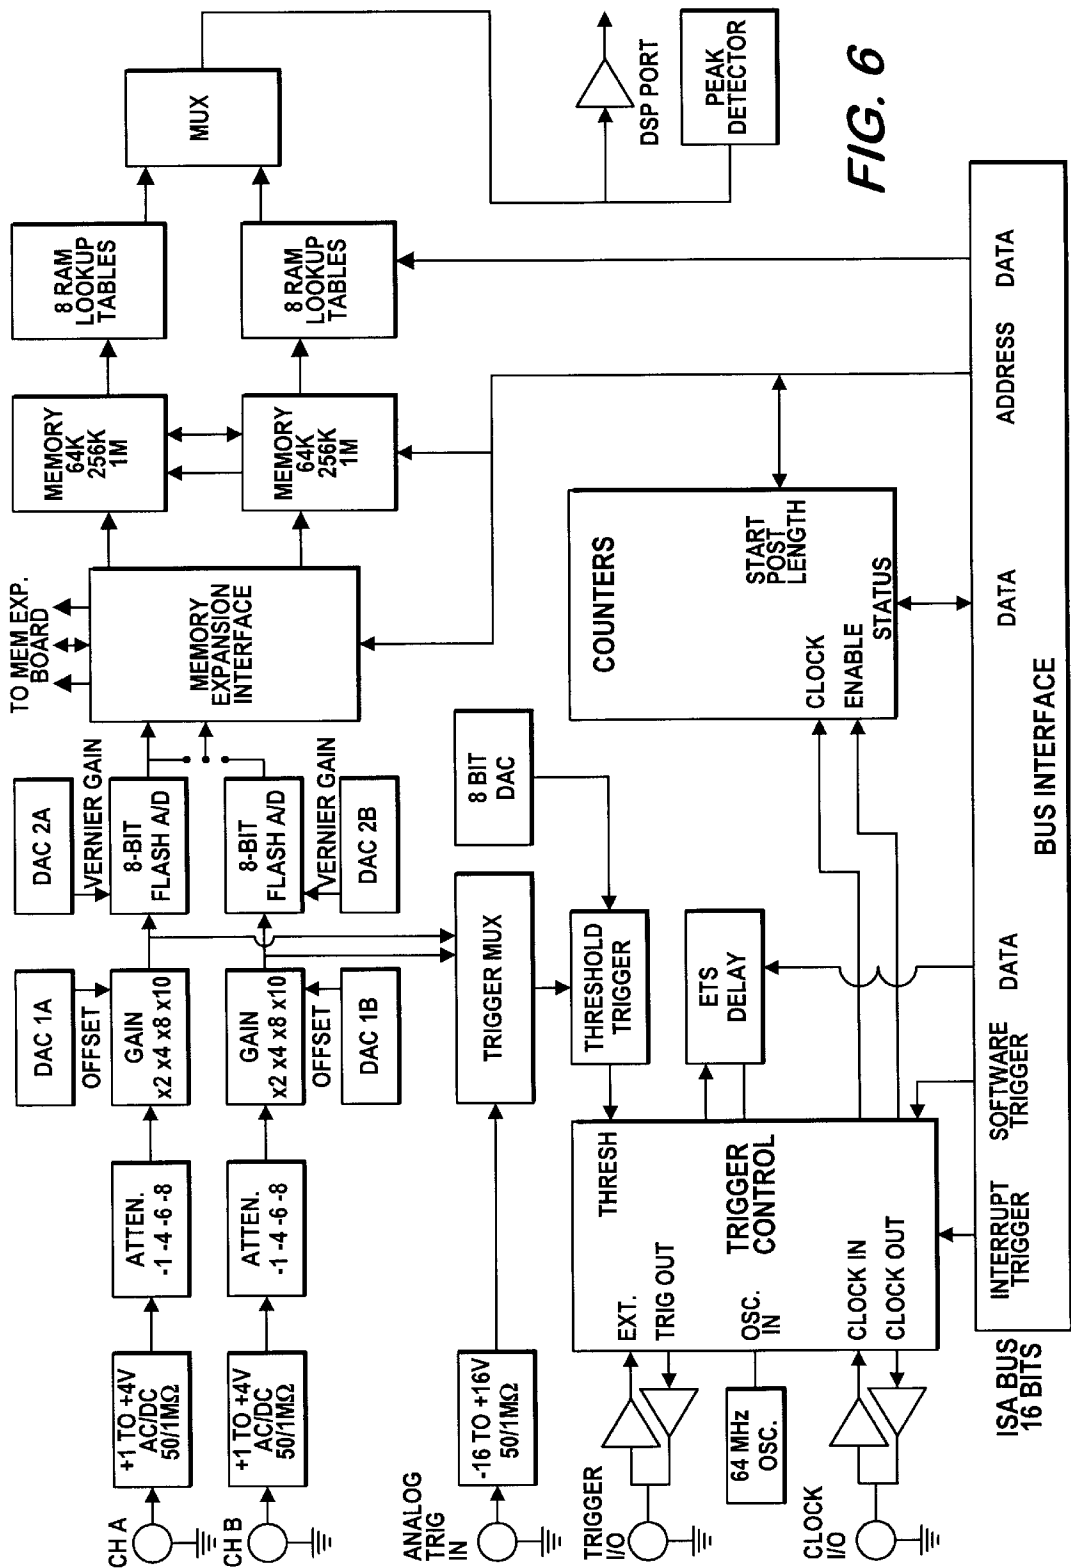 CH A
+1 TO +4V
AC/DC
50/1MΩ
ATTEN.
-1 -4 -6 -8
DAC 1A
OFFSET
GAIN
x2 x4 x8 x10
DAC 2A
VERNIER GAIN
8-BIT
FLASH A/D
TO MEM EXP.
BOARD
MEMORY
EXPANSION
INTERFACE
MEMORY
64K
256K
1M
8 RAM
LOOKUP
TABLES
MUX
CH B
+1 TO +4V
AC/DC
50/1MΩ
ATTEN.
-1 -4 -6 -8
GAIN
x2 x4 x8 x10
OFFSET
DAC 1B
8-BIT
FLASH A/D
VERNIER GAIN
DAC 2B
MEMORY
64K
256K
1M
8 RAM
LOOKUP
TABLES
ANALOG
TRIG
IN
-16 TO +16V
50/1MΩ
TRIGGER MUX
8 BIT
DAC
THRESHOLD
TRIGGER
ETS
DELAY
COUNTERS
START
POST
LENGTH
CLOCK
ENABLE
STATUS
DSP PORT
PEAK
DETECTOR
TRIGGER
I/O
64 MHz
OSC.
CLOCK
I/O
THRESH
EXT.
TRIG OUT
OSC.
IN
TRIGGER
CONTROL
CLOCK IN
CLOCK OUT
ISA BUS
16 BITS
INTERRUPT
TRIGGER
SOFTWARE
TRIGGER
DATA
DATA
ADDRESS
DATA
BUS INTERFACE
FIG. 6